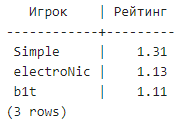 Игрок | Рейтинг
------------+---------
Simple | 1.31
electroNic | 1.13
b1t | 1.11
(3 rows)